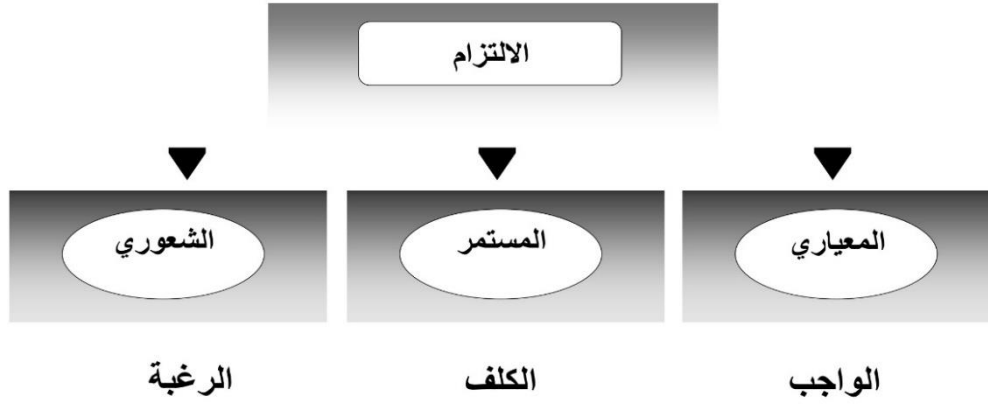 الالتزام
المعياري
المستمر
الشعوري
الواجب
الكلف
الرغبة